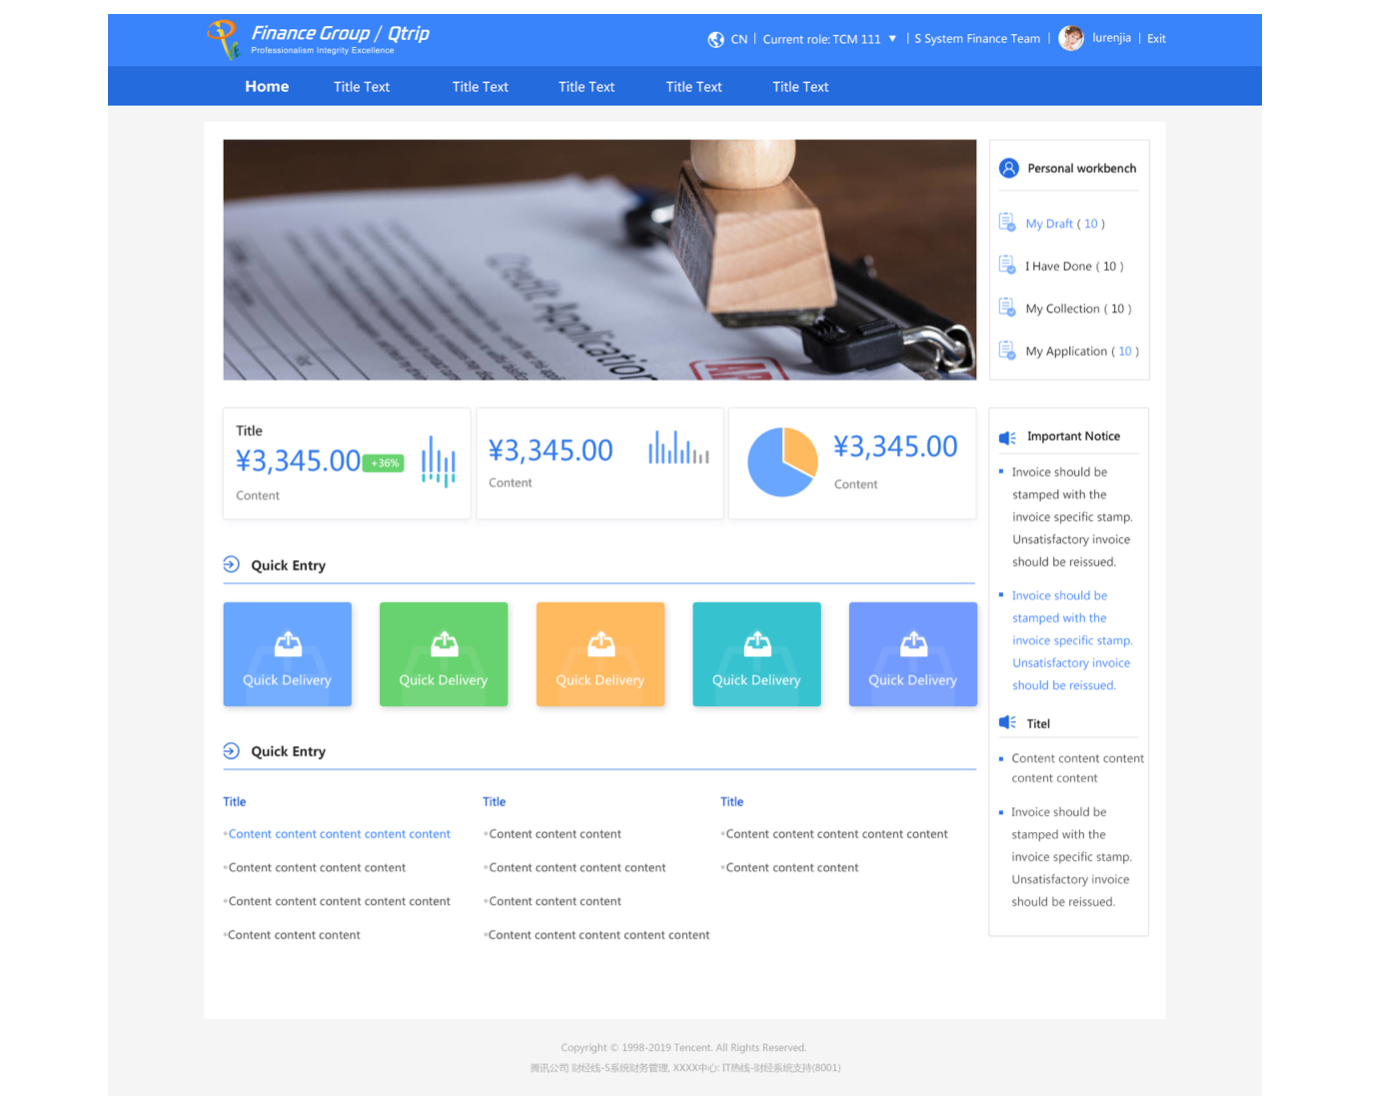 Finance Group / Qtrip
Professionalism Integrity Excellence
CN | Current role: TCM 111 ▼ | S System Finance Team | lurenjia | Exit
Home Title Text Title Text Title Text Title Text Title Text
Credit Application
Personal workbench
My Draft ( 10 )
I Have Done ( 10 )
My Collection ( 10 )
My Application ( 10 )
Title
¥3,345.00 +36%
Content
¥3,345.00
Content
¥3,345.00
Content
Important Notice
Invoice should be
stamped with the
invoice specific stamp.
Unsatisfactory invoice
should be reissued.
Invoice should be
stamped with the
invoice specific stamp.
Unsatisfactory invoice
should be reissued.
Titel
Content content content
content content
Invoice should be
stamped with the
invoice specific stamp.
Unsatisfactory invoice
should be reissued.
Quick Entry
Quick Delivery
Quick Delivery
Quick Delivery
Quick Delivery
Quick Delivery
Quick Entry
Title
Content content content content content
Content content content content
Content content content content content
Content content content
Title
Content content content
Content content content content
Content content content
Content content content content content
Title
Content content content content content
Content content content
Copyright © 1998-2019 Tencent. All Rights Reserved.
腾讯公司 财经线-S系统财务管理, XXXX中心: IT热线-财经系统支持(8001)